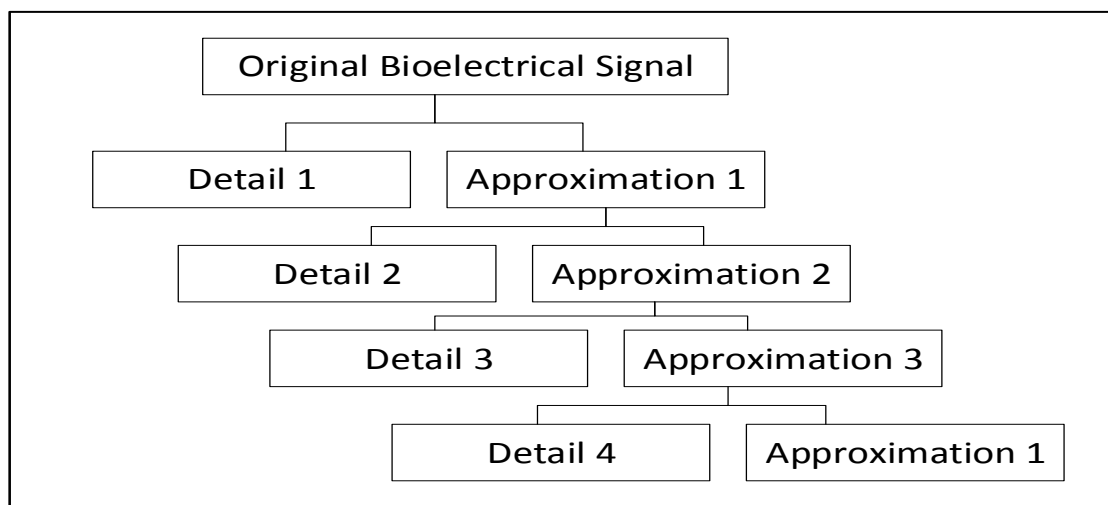 Original Bioelectrical Signal
Detail 1
Approximation 1
Detail 2
Approximation 2
Detail 3
Approximation 3
Detail 4
Approximation 1